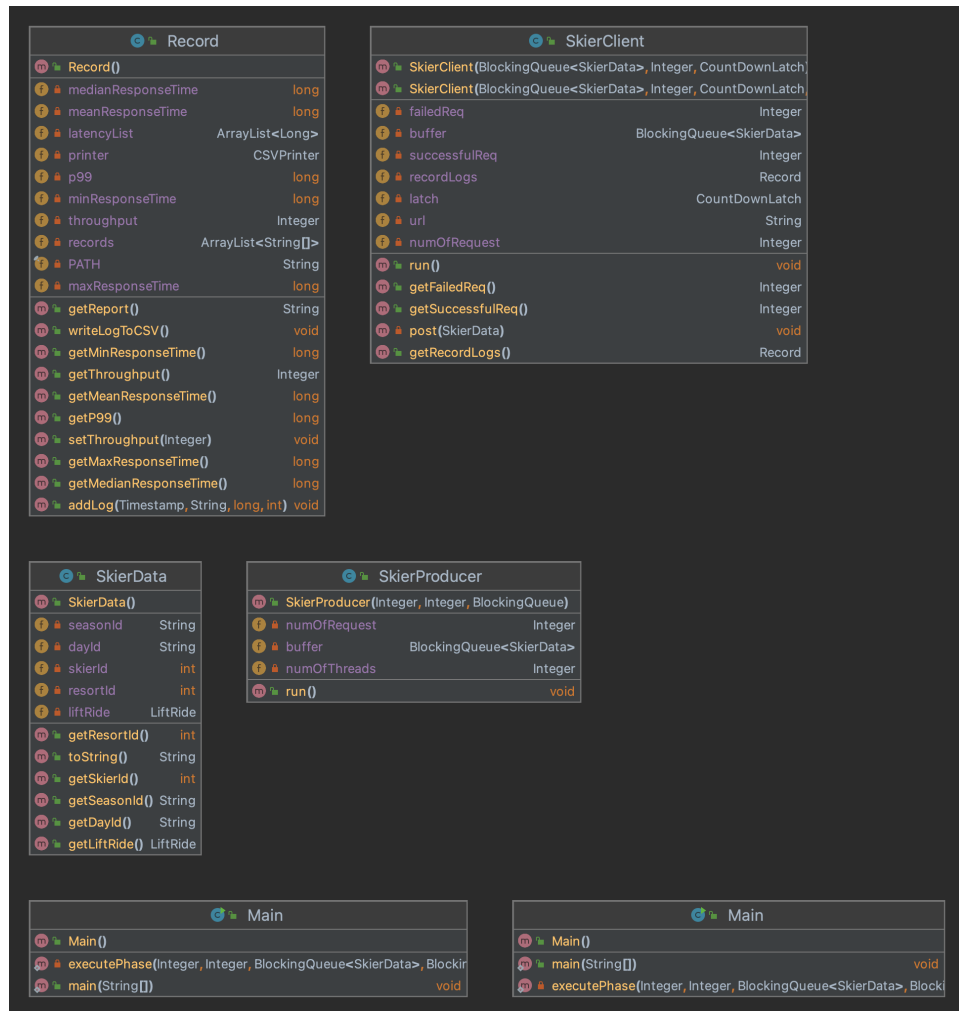 Record
Record()
medianResponseTime long
meanResponseTime long
latencyList ArrayList<Long>
printer CSVPrinter
p99 long
minResponseTime long
throughput Integer
records ArrayList<String[]>
PATH String
maxResponseTime long
getReport() String
writeLogToCSV() void
getMinResponseTime() long
getThroughput() Integer
getMeanResponseTime() long
getP99() long
setThroughput(Integer) void
getMaxResponseTime() long
getMedianResponseTime() long
addLog(Timestamp, String, long, int) void
SkierClient
SkierClient(BlockingQueue<SkierData>, Integer, CountDownLatch)
SkierClient(BlockingQueue<SkierData>, Integer, CountDownLatch,
failedReq Integer
buffer BlockingQueue<SkierData>
successfulReq Integer
recordLogs Record
latch CountDownLatch
url String
numOfRequest Integer
run() void
getFailedReq() Integer
getSuccessfulReq() Integer
post(SkierData) void
getRecordLogs() Record
SkierData
SkierData()
seasonId String
dayId String
skierId int
resortId int
liftRide LiftRide
getResortId() int
toString() String
getSkierId() int
getSeasonId() String
getDayId() String
getLiftRide() LiftRide
SkierProducer
SkierProducer(Integer, Integer, BlockingQueue)
numOfRequest Integer
buffer BlockingQueue<SkierData>
numOfThreads Integer
run() void
Main
Main()
executePhase(Integer, Integer, BlockingQueue<SkierData>, Blockin
main(String[]) void
Main
Main()
main(String[]) void
executePhase(Integer, Integer, BlockingQueue<SkierData>, Blocki